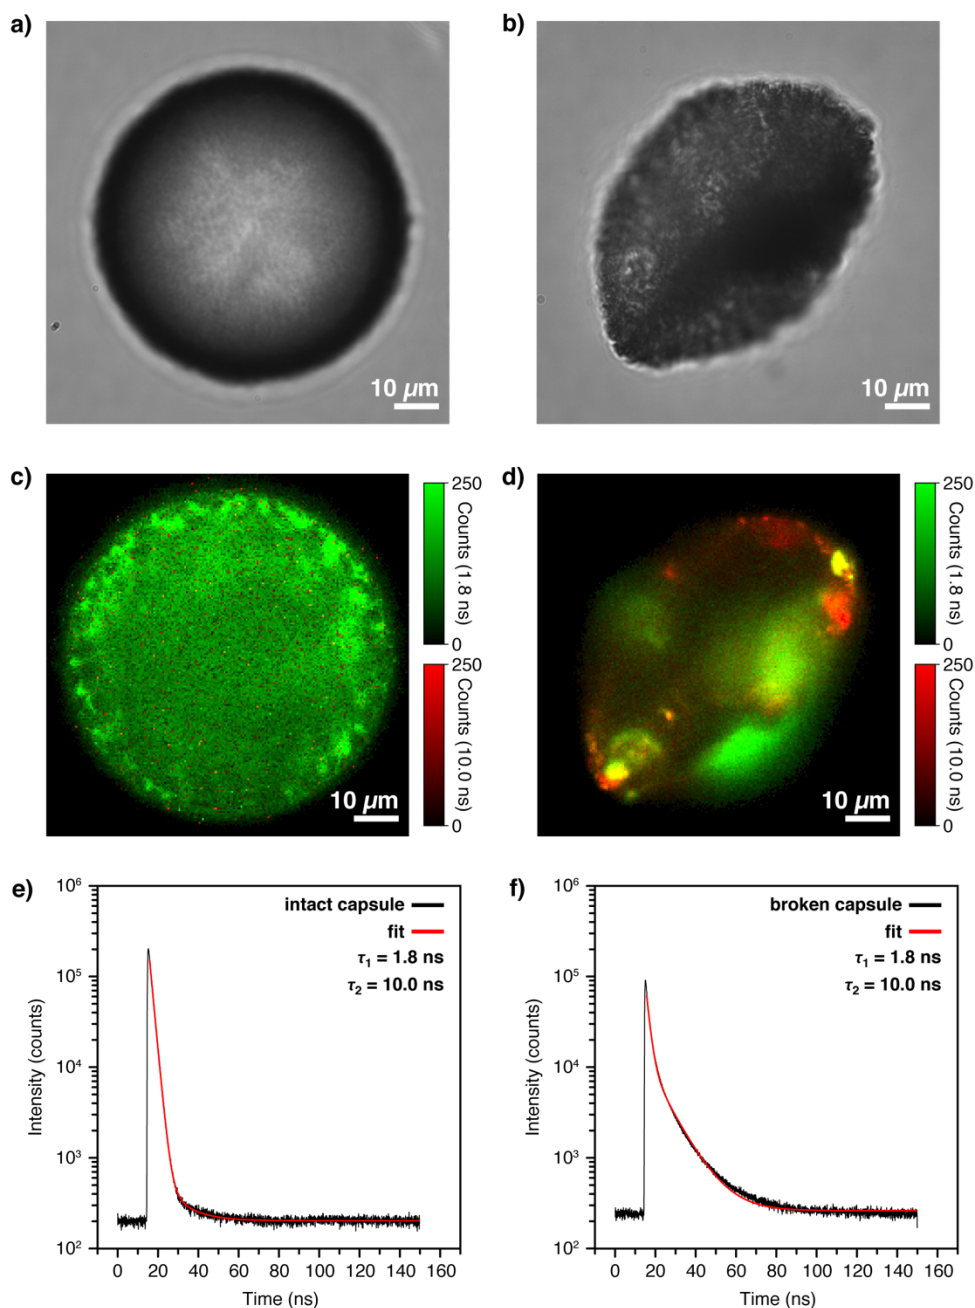 a)
b)
10 µm
10 µm
c)
d)
250
Counts (1.8 ns)
0
250
Counts (10.0 ns)
0
10 µm
250
Counts (1.8 ns)
0
250
Counts (10.0 ns)
0
10 µm
e)
10⁶
10⁵
10⁴
10³
10²
Intensity (counts)
intact capsule
fit
τ₁ = 1.8 ns
τ₂ = 10.0 ns
0 20 40 60 80 100 120 140 160
Time (ns)
f)
10⁶
10⁵
10⁴
10³
10²
Intensity (counts)
broken capsule
fit
τ₁ = 1.8 ns
τ₂ = 10.0 ns
0 20 40 60 80 100 120 140 160
Time (ns)